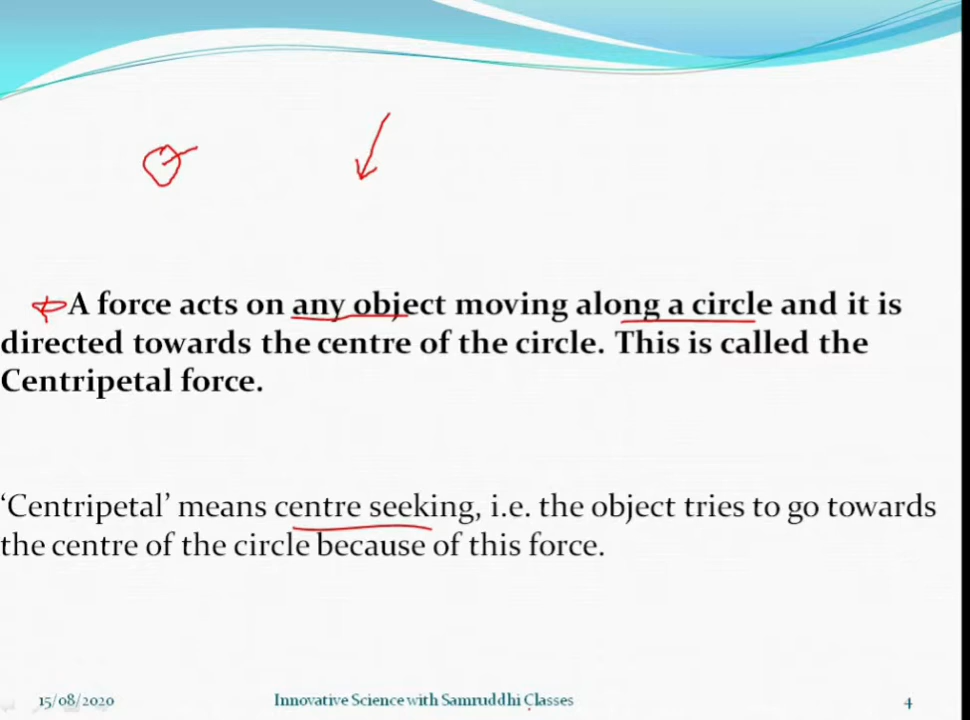 A force acts on any object moving along a circle and it is
directed towards the centre of the circle. This is called the
Centripetal force.
‘Centripetal’ means centre seeking, i.e. the object tries to go towards
the centre of the circle because of this force.
15/08/2020 Innovative Science with Samruddhi Classes 4